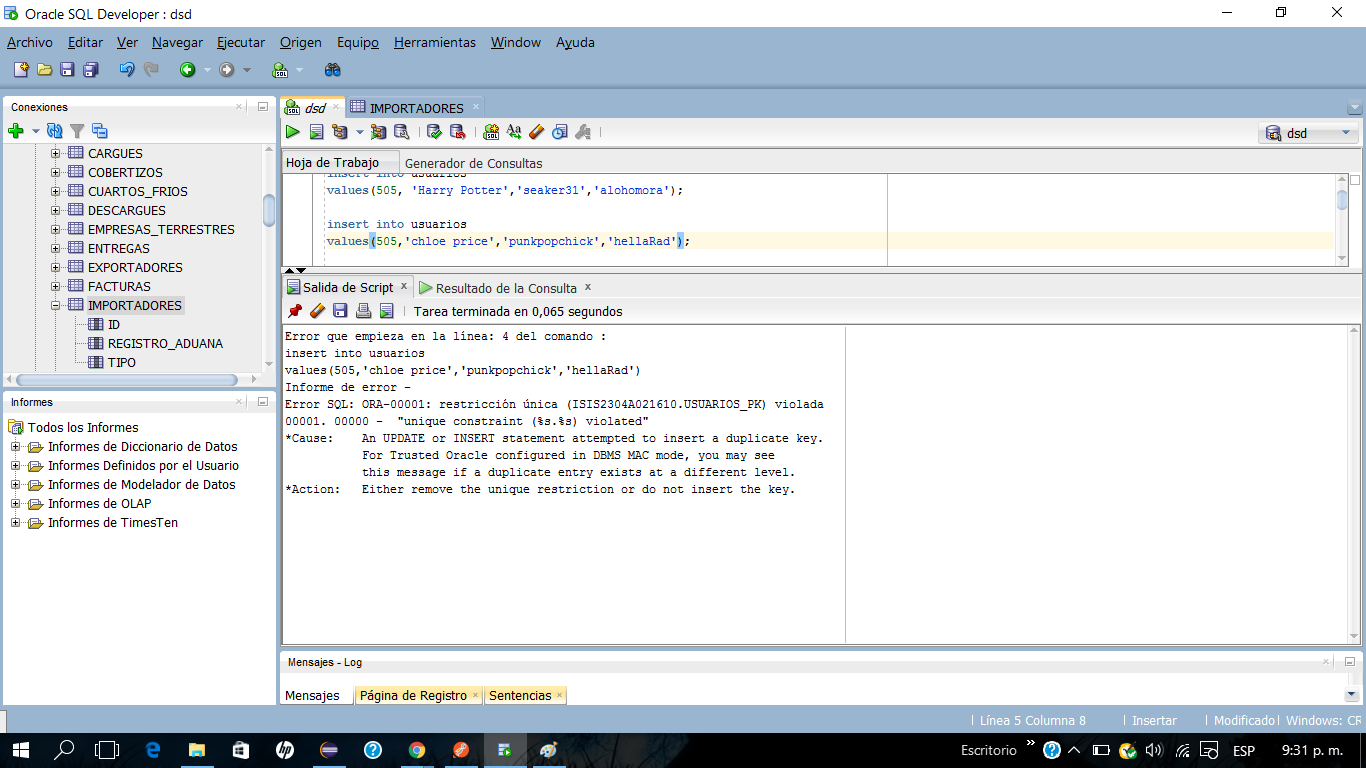 Oracle SQL Developer : dsd
Archivo Editar Ver Navegar Ejecutar Origen Equipo Herramientas Window Ayuda
Conexiones
CARGUES
COBERTIZOS
CUARTOS_FRIOS
DESCARGUES
EMPRESAS_TERRESTRES
ENTREGAS
EXPORTADORES
FACTURAS
IMPORTADORES
ID
REGISTRO_ADUANA
TIPO
Informes
Todos los Informes
Informes de Diccionario de Datos
Informes Definidos por el Usuario
Informes de Modelador de Datos
Informes de OLAP
Informes de TimesTen
dsd IMPORTADORES
dsd
Hoja de Trabajo Generador de Consultas
insert into usuarios
values(505, 'Harry Potter','seaker31','alohomora');
insert into usuarios
values(505,'chloe price','punkpopchick','hellaRad');
Salida de Script Resultado de la Consulta
Tarea terminada en 0,065 segundos
Error que empieza en la línea: 4 del comando :
insert into usuarios
values(505,'chloe price','punkpopchick','hellaRad')
Informe de error -
Error SQL: ORA-00001: restricción única (ISIS2304A021610.USUARIOS_PK) violada
00001. 00000 -  "unique constraint (%s.%s) violated"
*Cause:    An UPDATE or INSERT statement attempted to insert a duplicate key.
For Trusted Oracle configured in DBMS MAC mode, you may see
this message if a duplicate entry exists at a different level.
*Action:   Either remove the unique restriction or do not insert the key.
Mensajes - Log
Mensajes Página de Registro Sentencias
Línea 5 Columna 8 Insertar Modificado Windows: CR
Escritorio ESP 9:31 p. m.